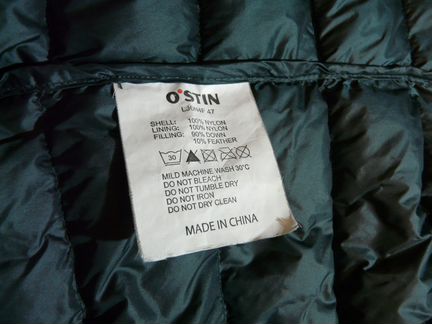 O'STIN
SHELL: 100% NYLON
LINING: 100% NYLON
FILLING: 90% DOWN
10% FEATHER
30
MILD MACHINE WASH 30°C
DO NOT BLEACH
DO NOT TUMBLE DRY
DO NOT IRON
DO NOT DRY CLEAN
MADE IN CHINA